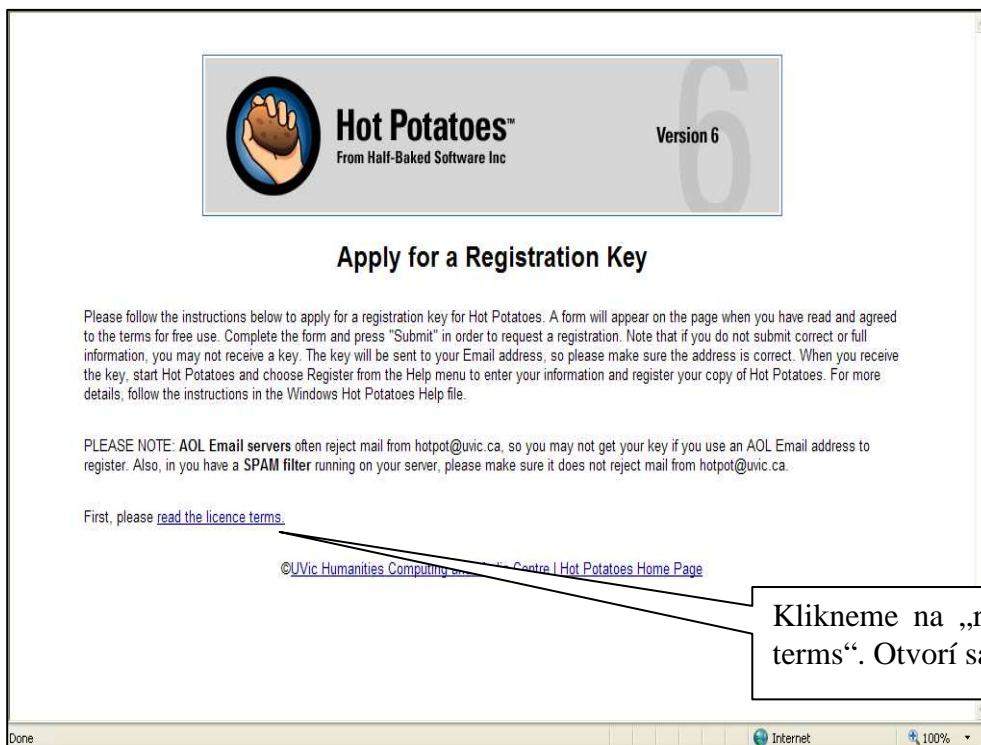 Hot Potatoes™
From Half-Baked Software Inc
Version 6
6
Apply for a Registration Key
Please follow the instructions below to apply for a registration key for Hot Potatoes. A form will appear on the page when you have read and agreed
to the terms for free use. Complete the form and press "Submit" in order to request a registration. Note that if you do not submit correct or full
information, you may not receive a key. The key will be sent to your Email address, so please make sure the address is correct. When you receive
the key, start Hot Potatoes and choose Register from the Help menu to enter your information and register your copy of Hot Potatoes. For more
details, follow the instructions in the Windows Hot Potatoes Help file.
PLEASE NOTE: AOL Email servers often reject mail from hotpot@uvic.ca, so you may not get your key if you use an AOL Email address to
register. Also, in you have a SPAM filter running on your server, please make sure it does not reject mail from hotpot@uvic.ca.
First, please read the licence terms.
©UVic Humanities Computing and Centre | Hot Potatoes Home Page
Klikneme na „
terms“. Otvorí
Done
Internet
100%